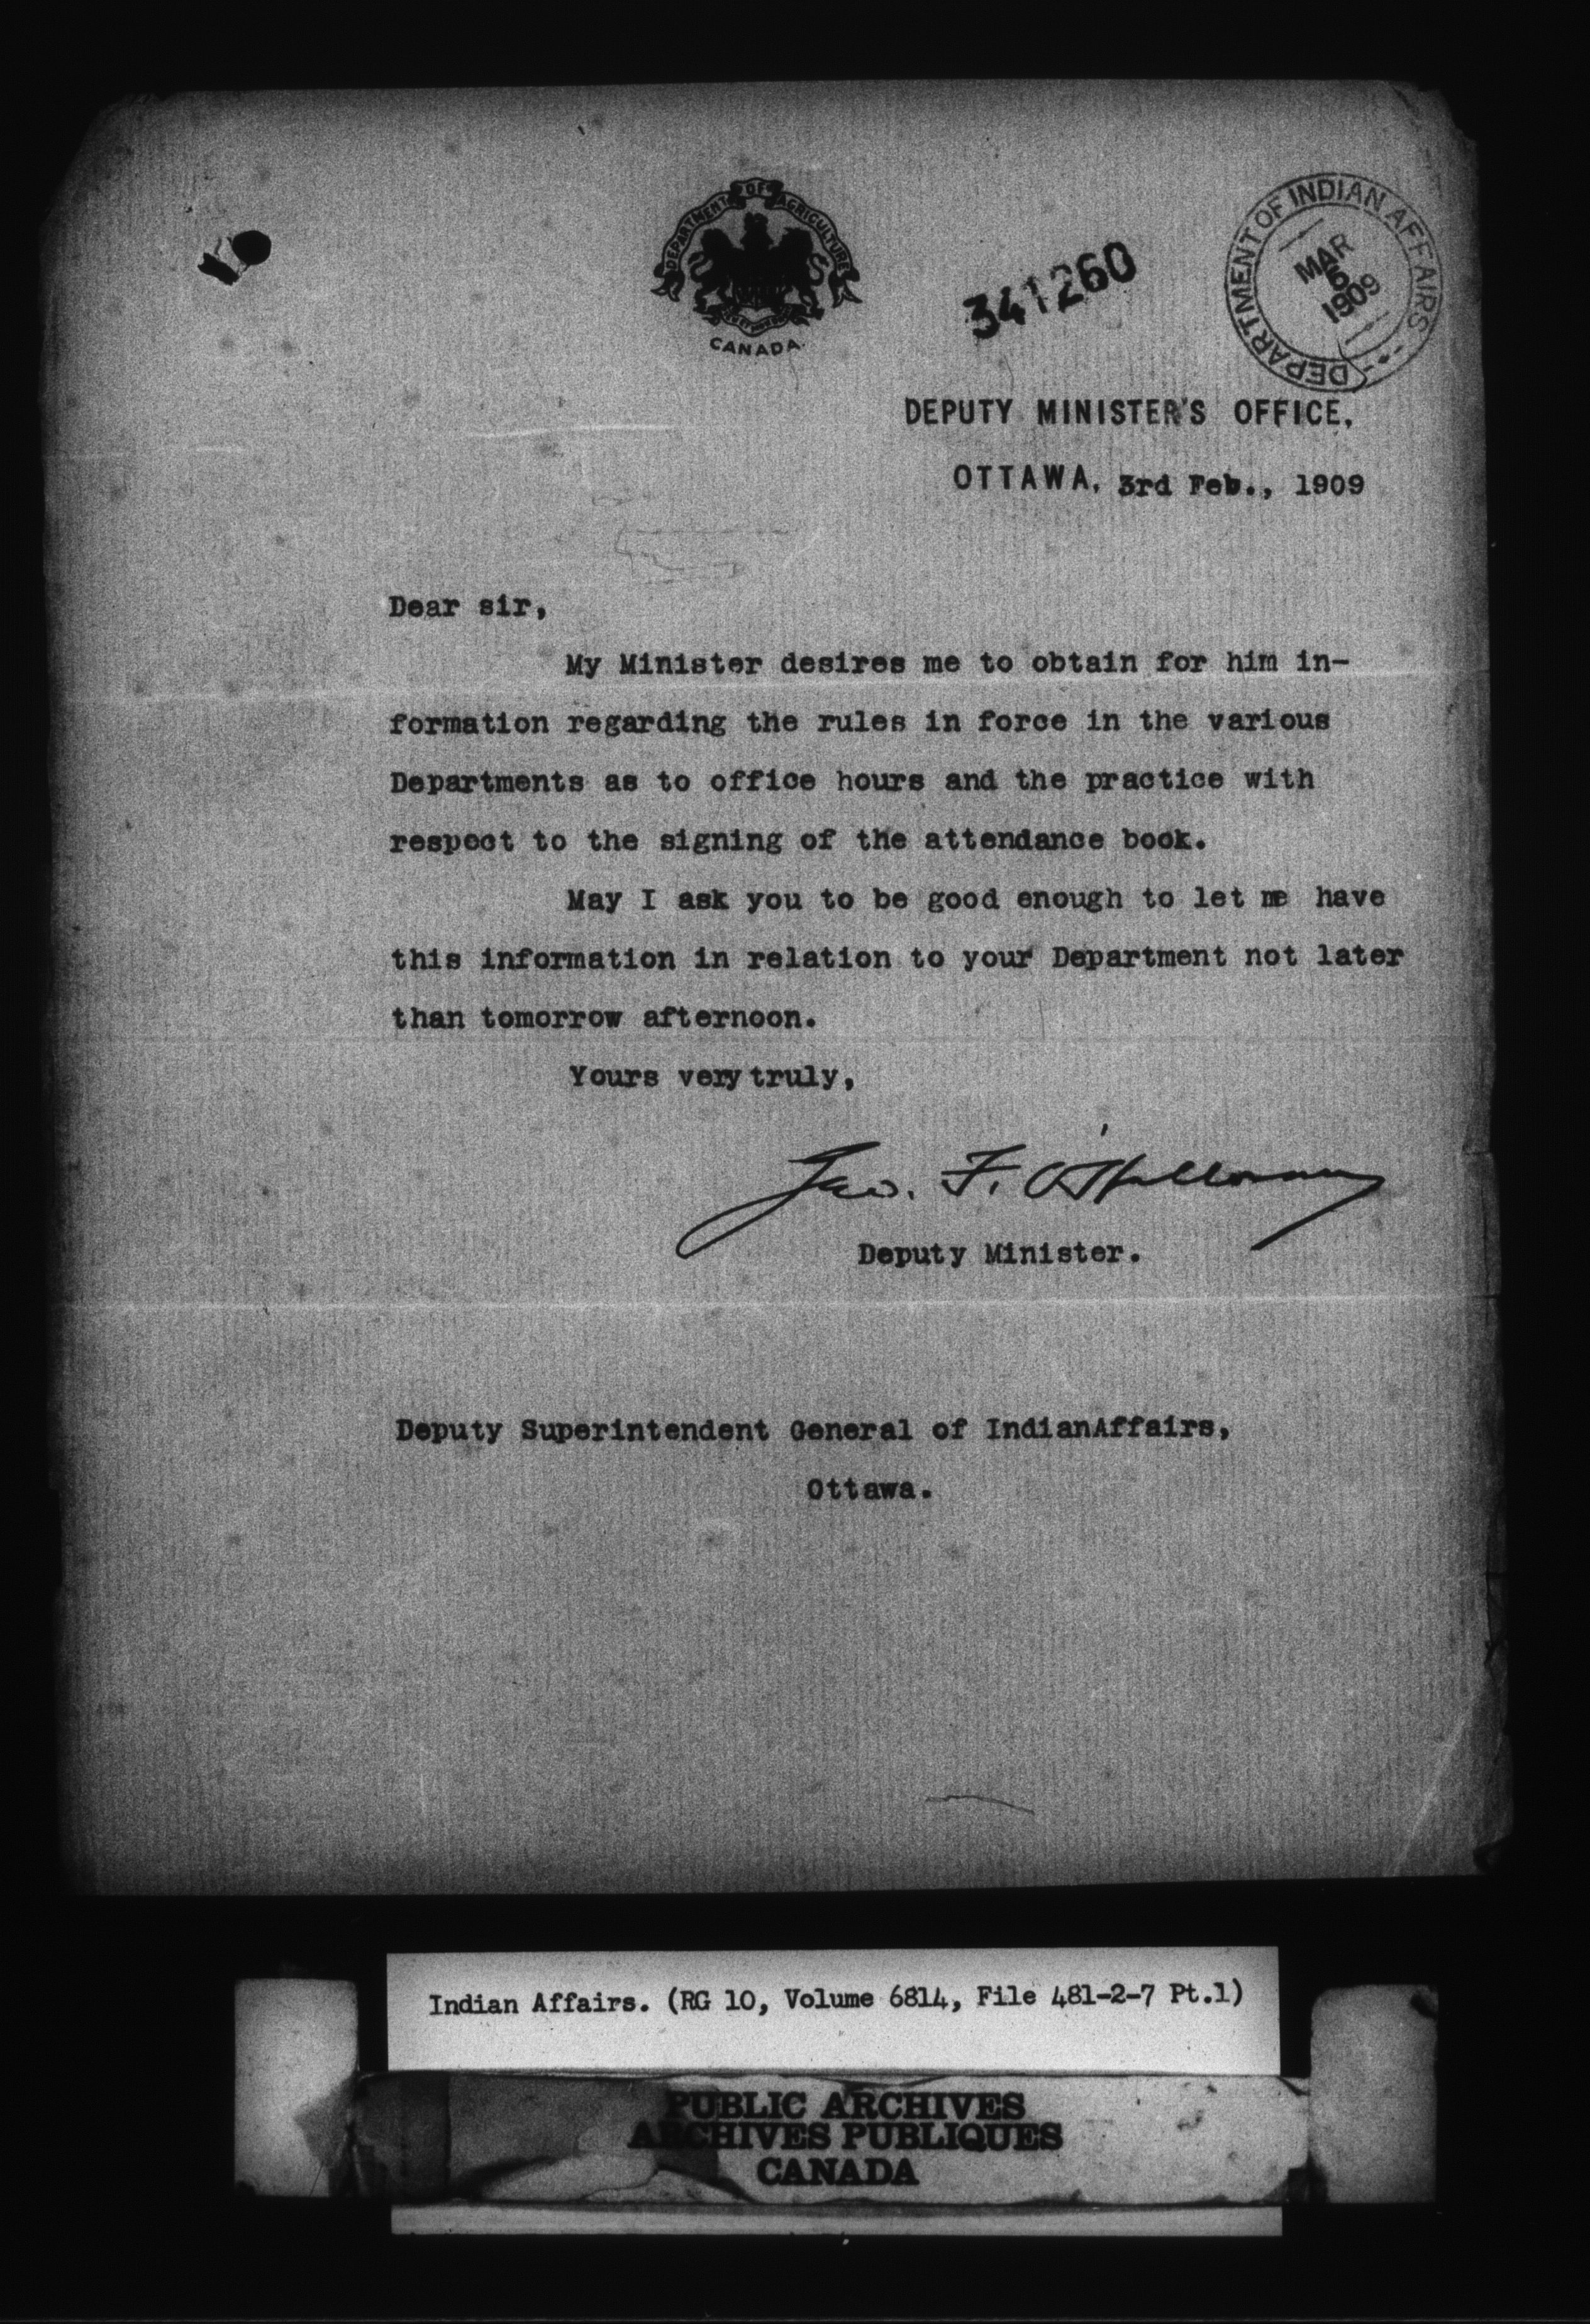 DEPARTMENT OF AGRICULTURE
CANADA.
341260
DEPARTMENT OF INDIAN AFFAIRS
MAR
6
1909
DEPUTY MINISTER'S OFFICE,
OTTAWA, 3rd Feb., 1909
Dear sir,
My Minister desires me to obtain for him in-
formation regarding the rules in force in the various
Departments as to office hours and the practice with
respect to the signing of the attendance book.
May I ask you to be good enough to let me have
this information in relation to your Department not later
than tomorrow afternoon.
Yours very truly,
Geo. F. O'Halloran
Deputy Minister.
Deputy Superintendent General of IndianAffairs,
Ottawa.
Indian Affairs. (RG 10, Volume 6814, File 481-2-7 Pt.1)
PUBLIC ARCHIVES
ARCHIVES PUBLIQUES
CANADA